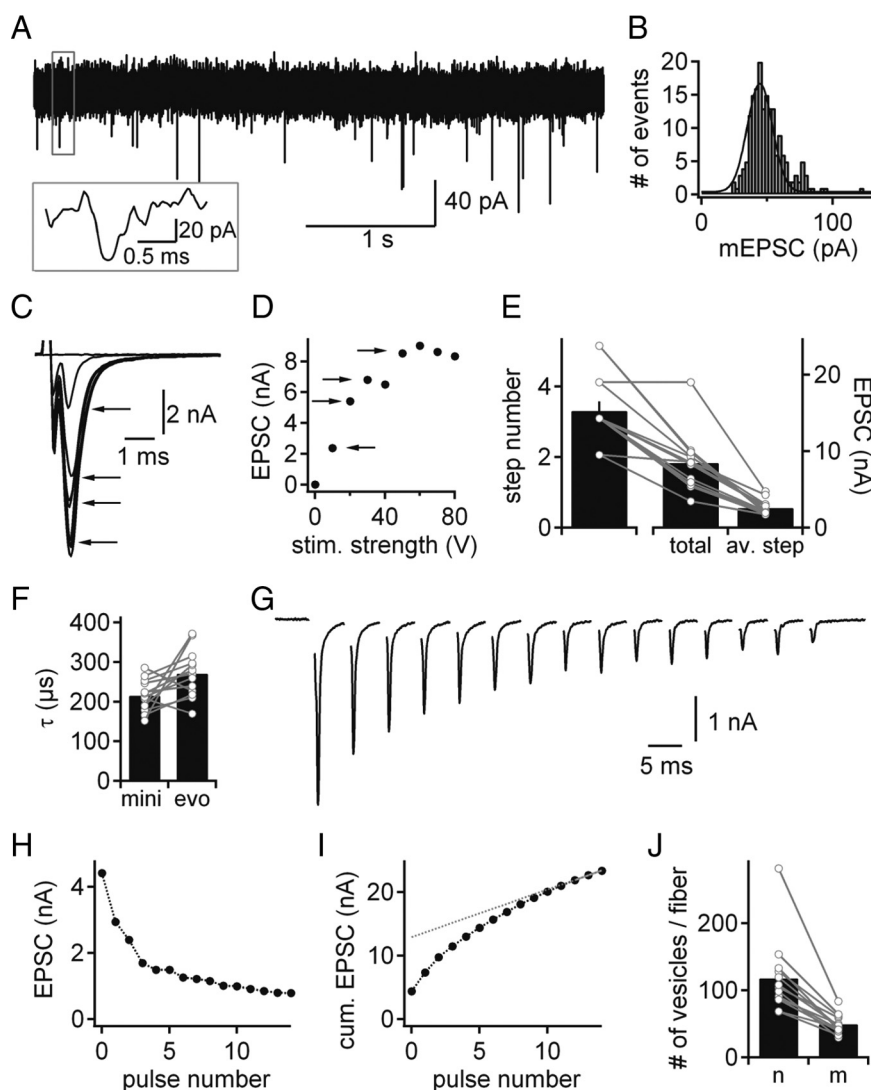 A
40 pA
1 s
20 pA
0.5 ms
B
# of events
20
15
10
5
0
0
100
mEPSC (pA)
C
2 nA
1 ms
D
EPSC (nA)
8
6
4
2
0
0
40
80
stim. strength (V)
E
step number
4
2
0
total
av. step
20
10
0
EPSC (nA)
F
τ (µs)
400
300
200
100
0
mini
evo
G
1 nA
5 ms
H
EPSC (nA)
4
2
0
0
5
10
pulse number
I
cum. EPSC (nA)
20
10
0
0
5
10
pulse number
J
# of vesicles / fiber
200
100
0
n
m